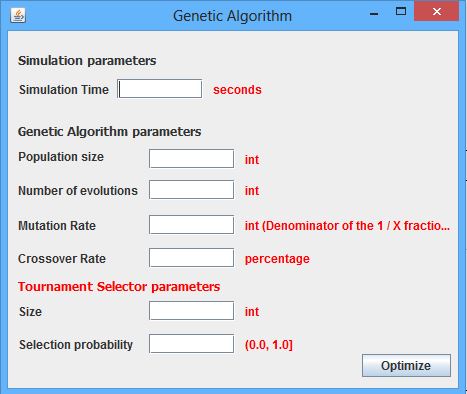 Genetic Algorithm
Simulation parameters
Simulation Time seconds
Genetic Algorithm parameters
Population size int
Number of evolutions int
Mutation Rate int (Denominator of the 1 / X fractio...
Crossover Rate percentage
Tournament Selector parameters
Size int
Selection probability (0.0, 1.0]
Optimize